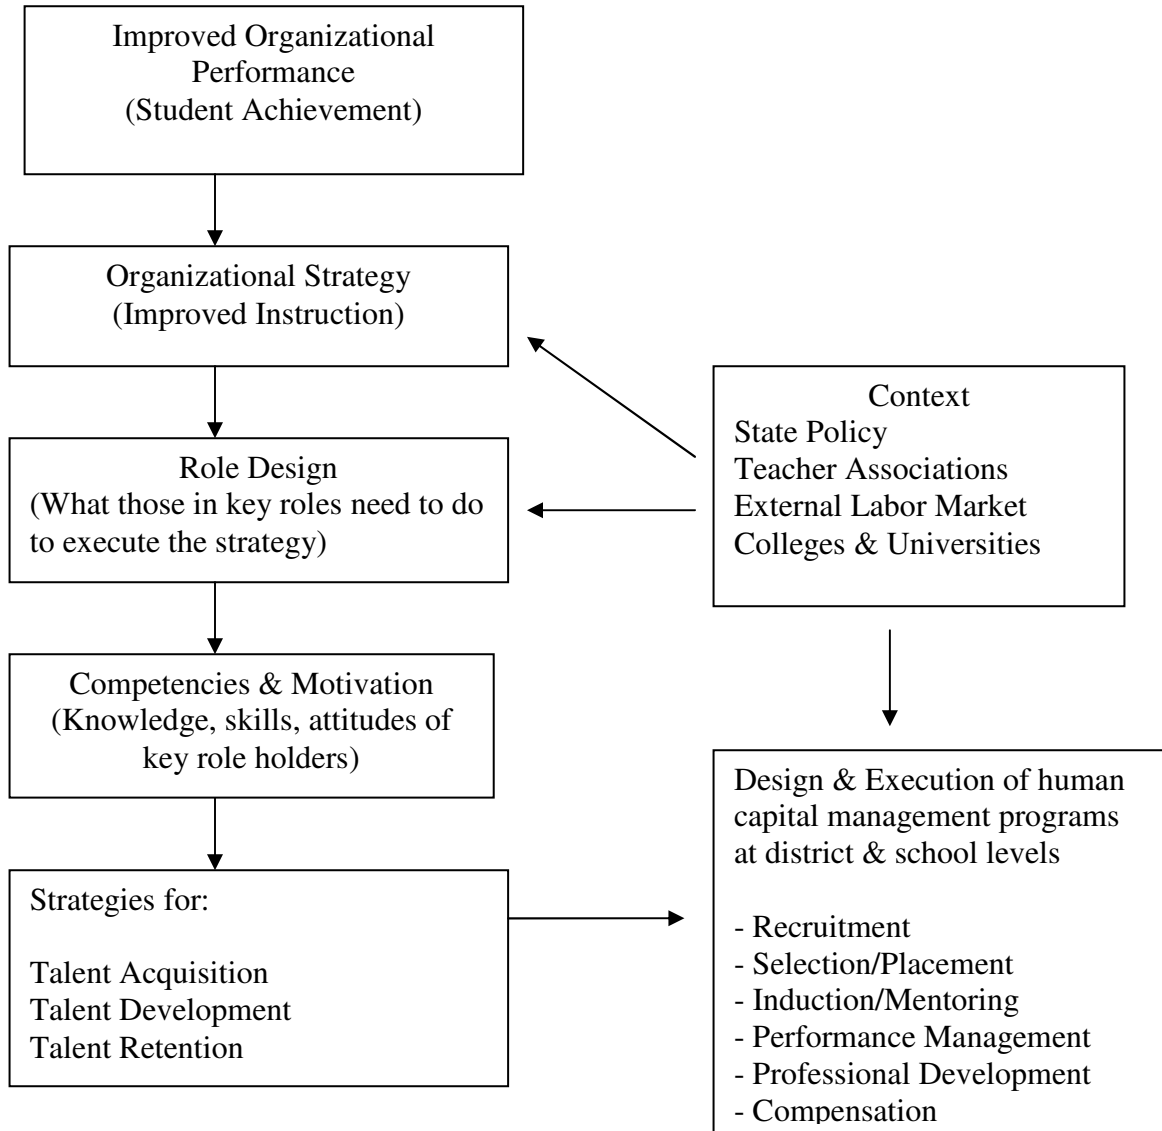 Improved Organizational
Performance
(Student Achievement)
Organizational Strategy
(Improved Instruction)
Role Design
(What those in key roles need to do
to execute the strategy)
Competencies & Motivation
(Knowledge, skills, attitudes of
key role holders)
Strategies for:
Talent Acquisition
Talent Development
Talent Retention
Context
State Policy
Teacher Associations
External Labor Market
Colleges & Universities
Design & Execution of human
capital management programs
at district & school levels
- Recruitment
- Selection/Placement
- Induction/Mentoring
- Performance Management
- Professional Development
- Compensation